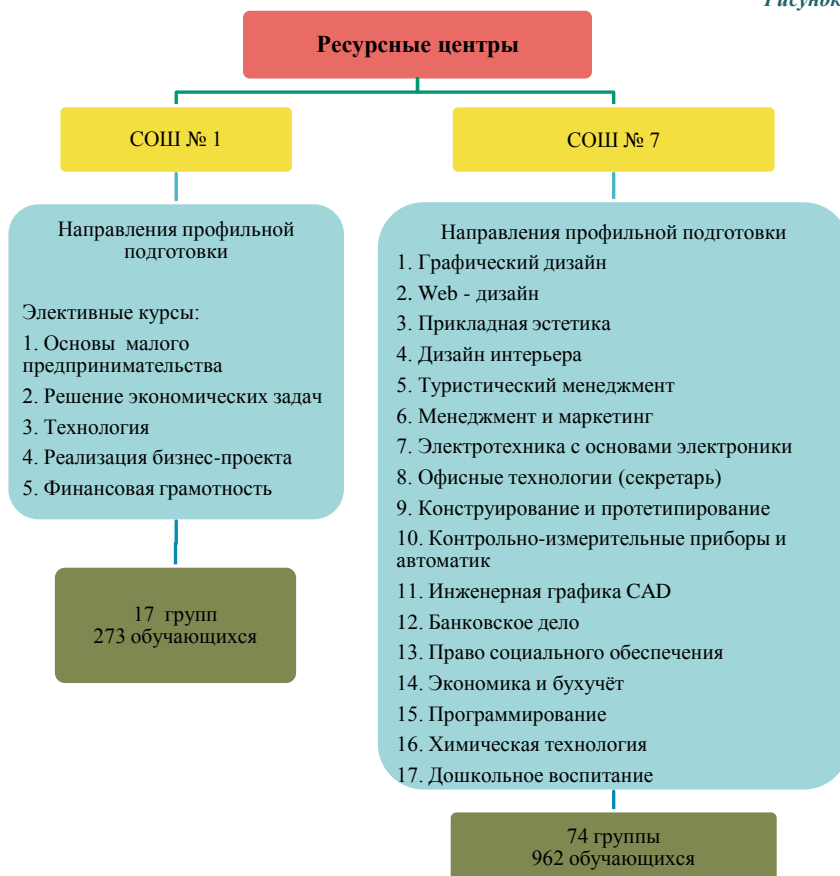 Рисунок
Ресурсные центры
СОШ № 1
СОШ № 7
Направления профильной
подготовки
Элективные курсы:
1. Основы малого
предпринимательства
2. Решение экономических задач
3. Технология
4. Реализация бизнес-проекта
5. Финансовая грамотность
17 групп
273 обучающихся
Направления профильной подготовки
1. Графический дизайн
2. Web - дизайн
3. Прикладная эстетика
4. Дизайн интерьера
5. Туристический менеджмент
6. Менеджмент и маркетинг
7. Электротехника с основами электроники
8. Офисные технологии (секретарь)
9. Конструирование и протетипирование
10. Контрольно-измерительные приборы и
автоматик
11. Инженерная графика CAD
12. Банковское дело
13. Право социального обеспечения
14. Экономика и бухучёт
15. Программирование
16. Химическая технология
17. Дошкольное воспитание
74 группы
962 обучающихся